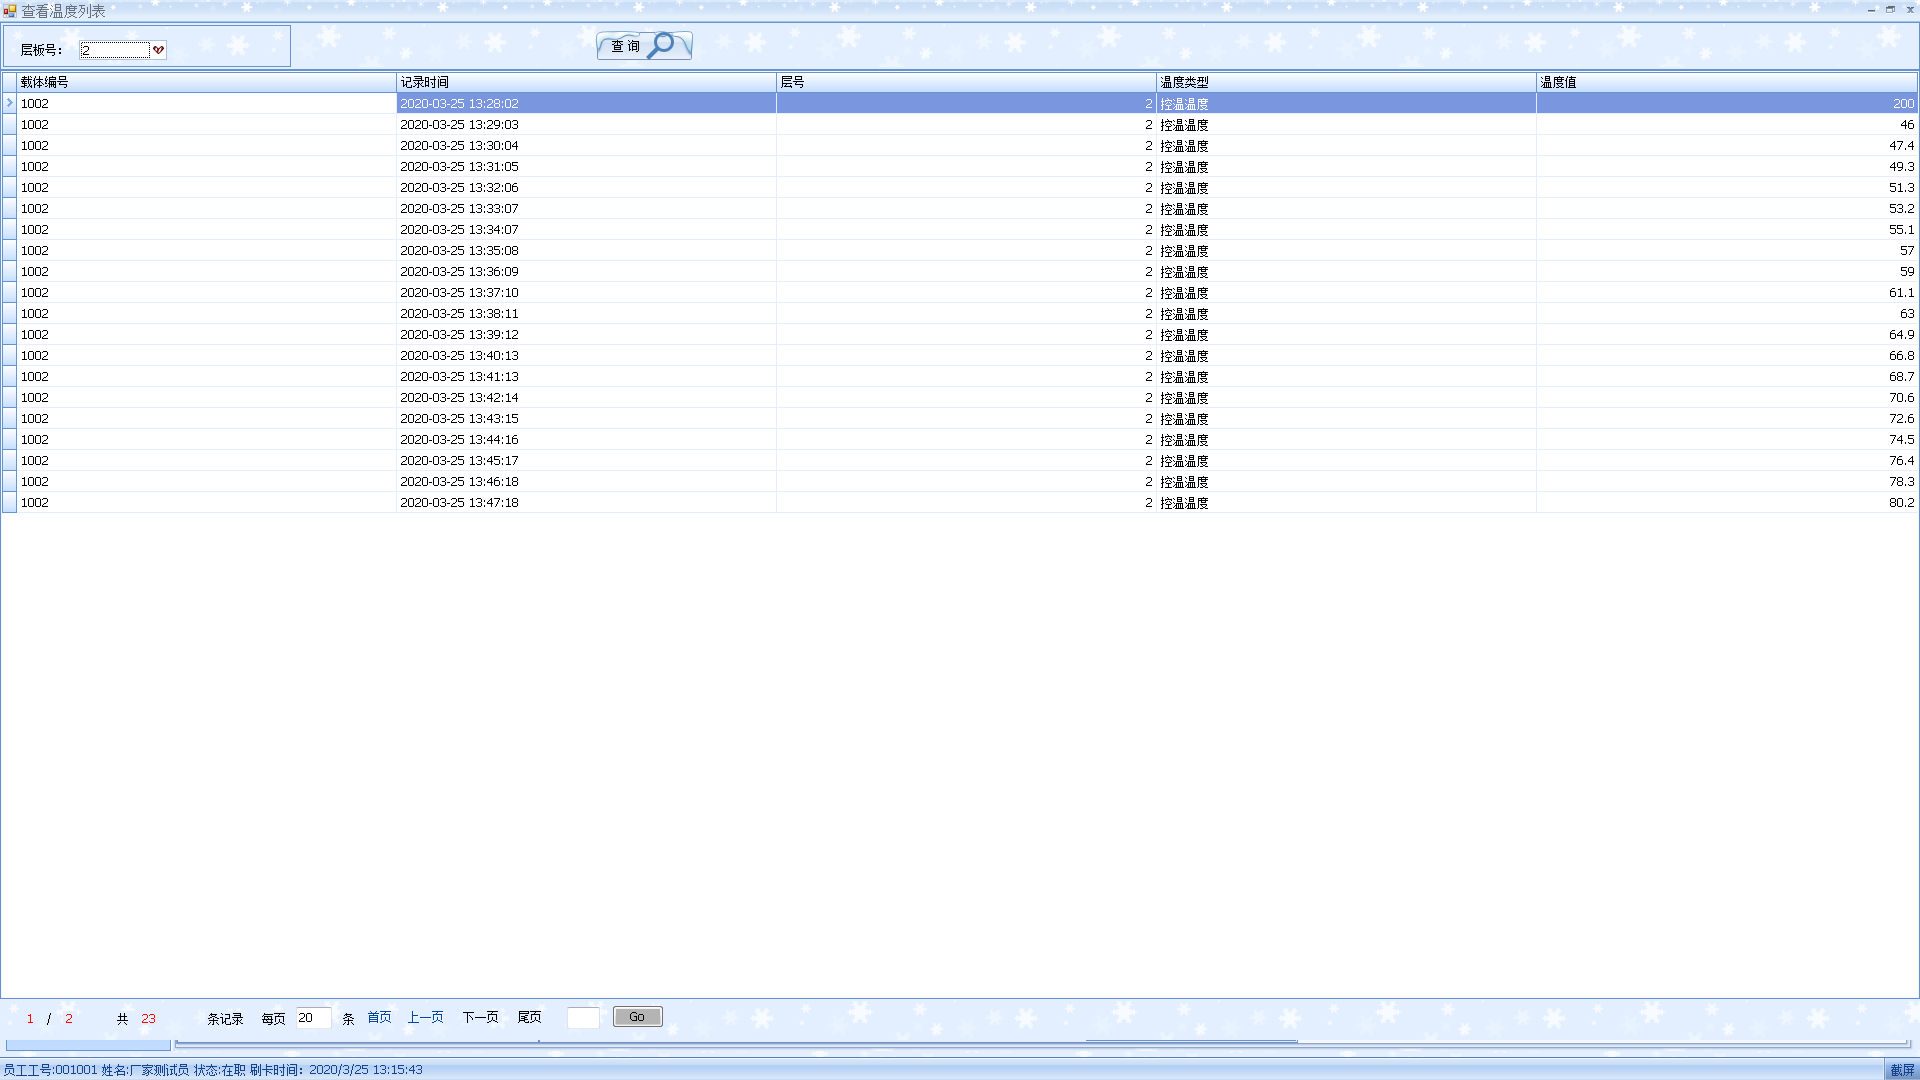 查看温度列表
层板号： 2
查 询
载体编号 记录时间 层号 温度类型 温度值
1002 2020-03-25 13:28:02 2 控温温度 200
1002 2020-03-25 13:29:03 2 控温温度 46
1002 2020-03-25 13:30:04 2 控温温度 47.4
1002 2020-03-25 13:31:05 2 控温温度 49.3
1002 2020-03-25 13:32:06 2 控温温度 51.3
1002 2020-03-25 13:33:07 2 控温温度 53.2
1002 2020-03-25 13:34:07 2 控温温度 55.1
1002 2020-03-25 13:35:08 2 控温温度 57
1002 2020-03-25 13:36:09 2 控温温度 59
1002 2020-03-25 13:37:10 2 控温温度 61.1
1002 2020-03-25 13:38:11 2 控温温度 63
1002 2020-03-25 13:39:12 2 控温温度 64.9
1002 2020-03-25 13:40:13 2 控温温度 66.8
1002 2020-03-25 13:41:13 2 控温温度 68.7
1002 2020-03-25 13:42:14 2 控温温度 70.6
1002 2020-03-25 13:43:15 2 控温温度 72.6
1002 2020-03-25 13:44:16 2 控温温度 74.5
1002 2020-03-25 13:45:17 2 控温温度 76.4
1002 2020-03-25 13:46:18 2 控温温度 78.3
1002 2020-03-25 13:47:18 2 控温温度 80.2
1 / 2 共 23 条记录 每页 20 条 首页 上一页 下一页 尾页 Go
员工工号:001001 姓名:厂家测试员 状态:在职 刷卡时间：2020/3/25 13:15:43 截屏